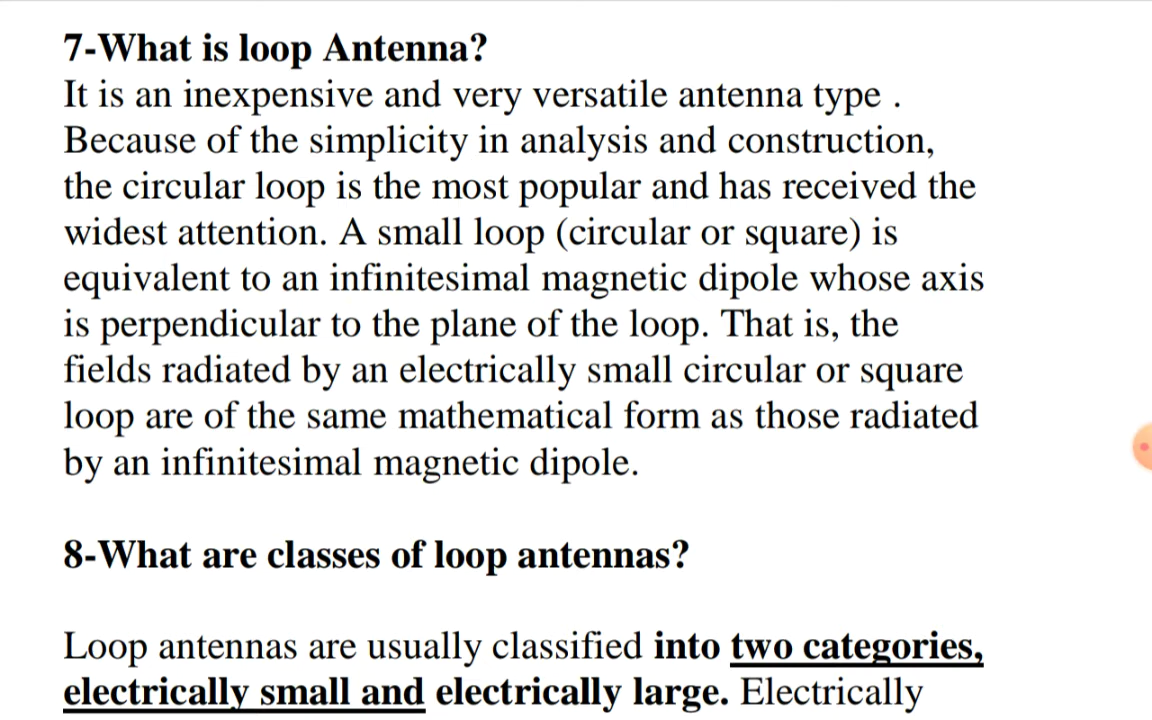 7-What is loop Antenna?
It is an inexpensive and very versatile antenna type .
Because of the simplicity in analysis and construction,
the circular loop is the most popular and has received the
widest attention. A small loop (circular or square) is
equivalent to an infinitesimal magnetic dipole whose axis
is perpendicular to the plane of the loop. That is, the
fields radiated by an electrically small circular or square
loop are of the same mathematical form as those radiated
by an infinitesimal magnetic dipole.
8-What are classes of loop antennas?
Loop antennas are usually classified into two categories,
electrically small and electrically large. Electrically